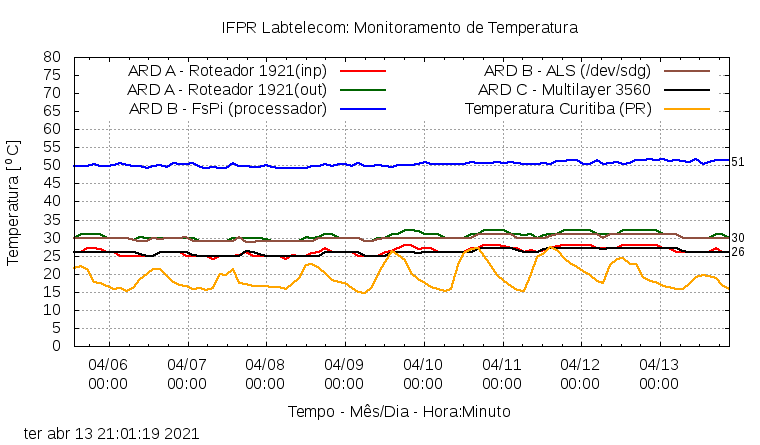 IFPR Labtelecom: Monitoramento de Temperatura
80
75
70
65
60
55
50
45
40
35
30
25
20
15
10
5
0
Temperatura [ ° C]
ARD A - Roteador 1921(inp)
ARD A - Roteador 1921(out)
ARD B - FsPi (processador)
ARD B - ALS (/dev/sdg)
ARD C - Multilayer 3560
Temperatura Curitiba (PR)
51
30
26
04/06 04/07 04/08 04/09 04/10 04/11 04/12 04/13
00:00 00:00 00:00 00:00 00:00 00:00 00:00 00:00
Tempo - Mês/Dia - Hora:Minuto
ter abr 13 21:01:19 2021